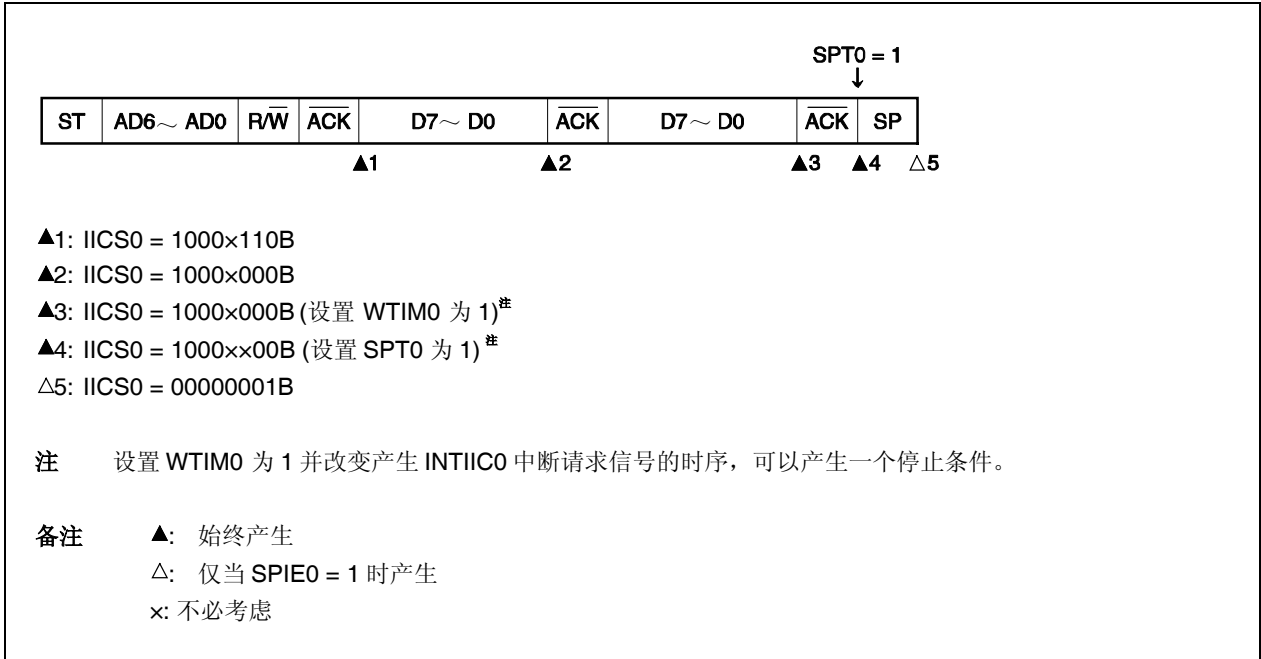 SPT0 = 1
↓
ST AD6～AD0 R/W̅ A̅C̅K̅ D7～D0 A̅C̅K̅ D7～D0 A̅C̅K̅ SP
▲1 ▲2 ▲3 ▲4 △5
▲1: IICS0 = 1000×110B
▲2: IICS0 = 1000×000B
▲3: IICS0 = 1000×000B (设置 WTIM0 为 1)注
▲4: IICS0 = 1000××00B (设置 SPT0 为 1) 注
△5: IICS0 = 00000001B
注 设置 WTIM0 为 1 并改变产生 INTIIC0 中断请求信号的时序，可以产生一个停止条件。
备注 ▲: 始终产生
△: 仅当 SPIE0 = 1 时产生
×: 不必考虑